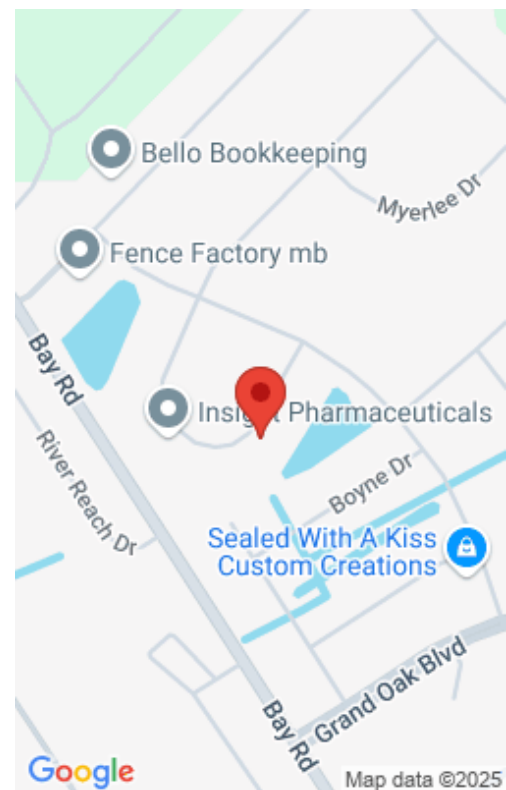 Bello Bookkeeping
Myerlee Dr
Fence Factory mb
Bay Rd
Insight Pharmaceuticals
River Reach Dr
Boyne Dr
Sealed With A Kiss
Custom Creations
Grand Oak Blvd
Bay Rd
Google
Map data ©2025